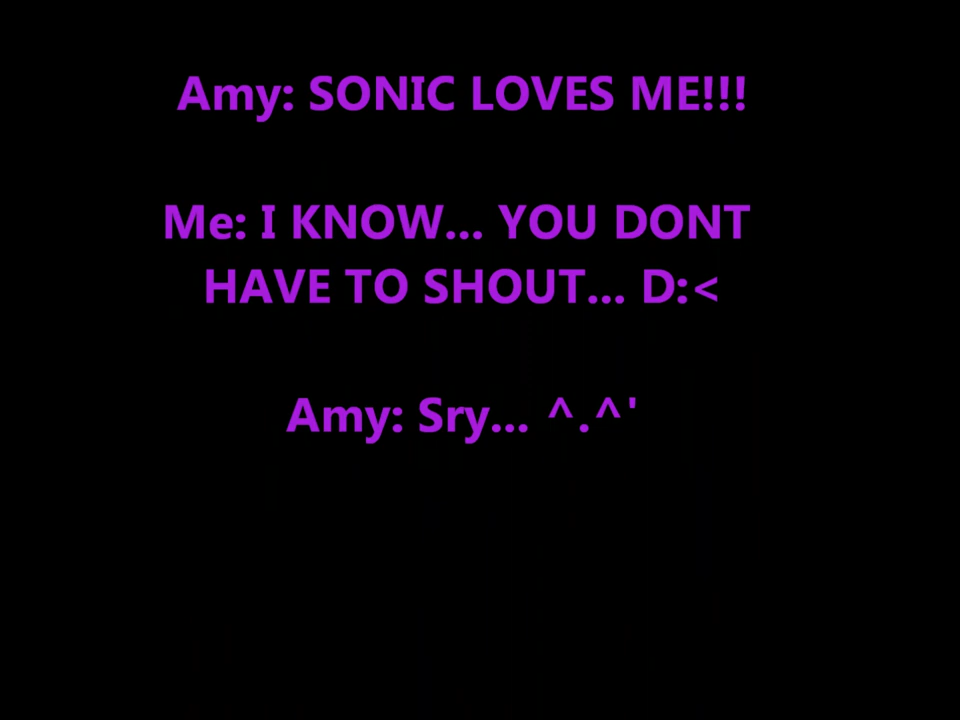 Amy: SONIC LOVES ME!!!
Me: I KNOW... YOU DONT
HAVE TO SHOUT... D:<
Amy: Sry... ^.^'